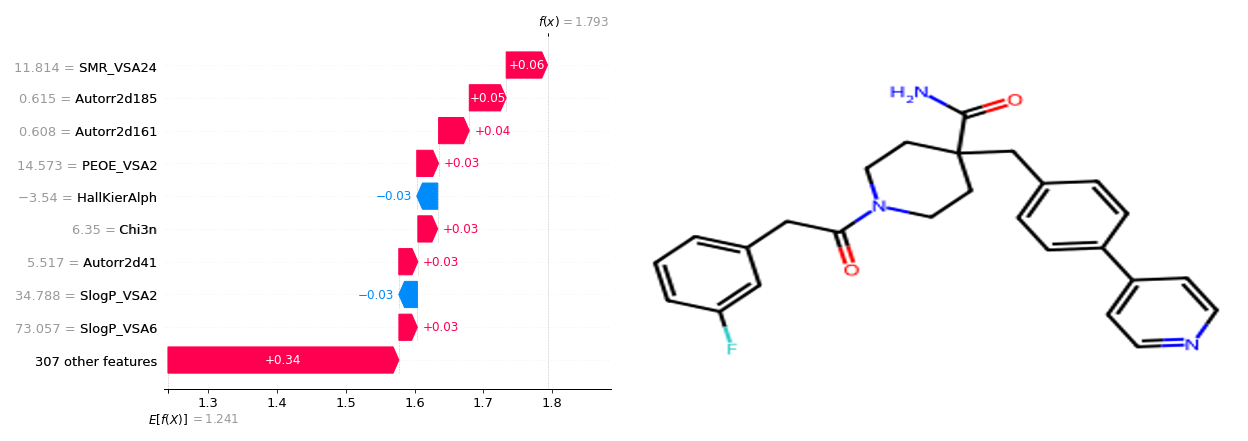 f(x) = 1.793
11.814 = SMR_VSA24
+0.06
0.615 = Autorr2d185
+0.05
0.608 = Autorr2d161
+0.04
14.573 = PEOE_VSA2
+0.03
−3.54 = HallKierAlph
−0.03
6.35 = Chi3n
+0.03
5.517 = Autorr2d41
+0.03
34.788 = SlogP_VSA2
−0.03
73.057 = SlogP_VSA6
+0.03
307 other features
+0.34
1.3 1.4 1.5 1.6 1.7 1.8
E[f(X)] = 1.241
H₂N
O
N
O
F
N